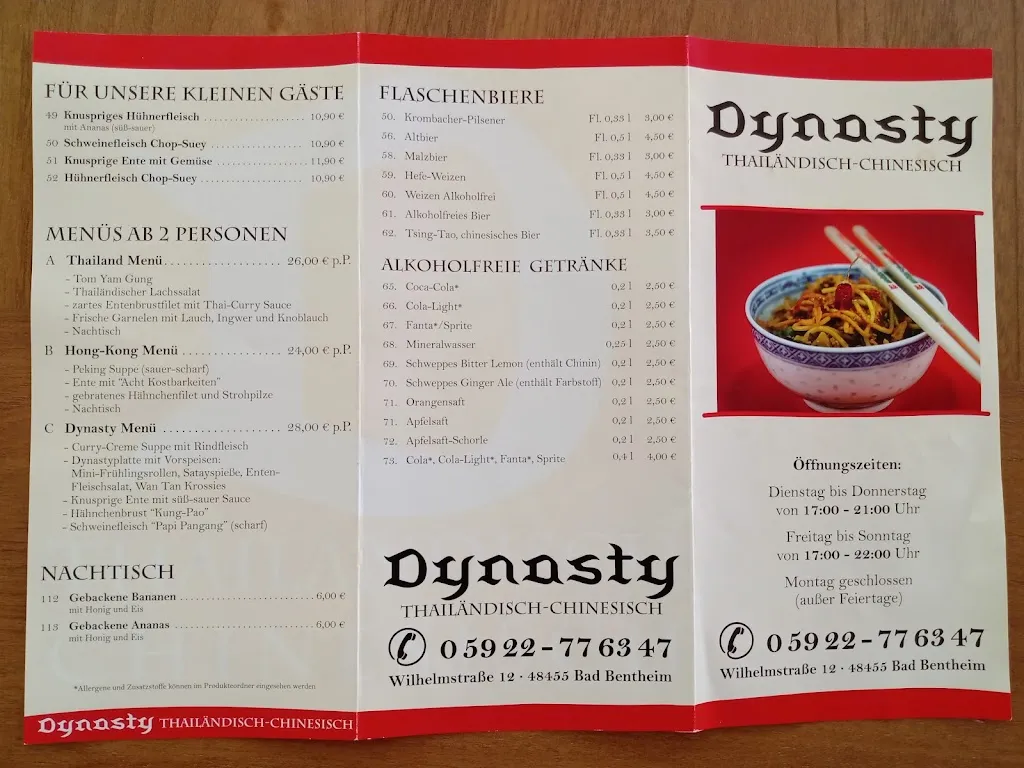 FÜR UNSERE KLEINEN GÄSTE
49 Knuspriges Hühnerfleisch .................... 10,90 €
mit Ananas (süß-sauer)
50 Schweinefleisch Chop-Suey .................. 10,90 €
51 Knusprige Ente mit Gemüse ................. 11,90 €
52 Hühnerfleisch Chop-Suey .................... 10,90 €
MENÜS AB 2 PERSONEN
A Thailand Menü.................... 26,00 € p.P.
- Tom Yam Gung
- Thailändischer Lachssalat
- zartes Entenbrustfilet mit Thai-Curry Sauce
- Frische Garnelen mit Lauch, Ingwer und Knoblauch
- Nachtisch
B Hong-Kong Menü ................. 24,00 € p.P.
- Peking Suppe (sauer-scharf)
- Ente mit "Acht Kostbarkeiten"
- gebratenes Hähnchenfilet und Strohpilze
- Nachtisch
C Dynasty Menü .................... 28,00 € p.P.
- Curry-Creme Suppe mit Rindfleisch
- Dynastyplatte mit Vorspeisen:
Mini-Frühlingsrollen, Satayspieße, Enten-
Fleischsalat, Wan Tan Krossies
- Knusprige Ente mit süß-sauer Sauce
- Hähnchenbrust "Kung-Pao"
- Schweinefleisch "Papi Pangang" (scharf)
NACHTISCH
112 Gebackene Bananen ........................... 6,00 €
mit Honig und Eis
113 Gebackene Ananas ............................ 6,00 €
mit Honig und Eis
*Allergene und Zusatzstoffe können im Produkteordner eingesehen werden
Dynasty THAILÄNDISCH-CHINESISCH
FLASCHENBIERE
50. Krombacher-Pilsener Fl. 0,33 l 3,00 €
56. Altbier Fl. 0,5 l 4,50 €
58. Malzbier Fl. 0,33 l 3,00 €
59. Hefe-Weizen Fl. 0,5 l 4,50 €
60. Weizen Alkoholfrei Fl. 0,5 l 4,50 €
61. Alkoholfreies Bier Fl. 0,33 l 3,00 €
62. Tsing-Tao, chinesisches Bier Fl. 0,33 l 3,50 €
ALKOHOLFREIE GETRÄNKE
65. Coca-Cola* 0,2 l 2,50 €
66. Cola-Light* 0,2 l 2,50 €
67. Fanta*/Sprite 0,2 l 2,50 €
68. Mineralwasser 0,25 l 2,50 €
69. Schweppes Bitter Lemon (enthält Chinin) 0,2 l 2,50 €
70. Schweppes Ginger Ale (enthält Farbstoff) 0,2 l 2,50 €
71. Orangensaft 0,2 l 2,50 €
71. Apfelsaft 0,2 l 2,50 €
72. Apfelsaft-Schorle 0,2 l 2,50 €
73. Cola*, Cola-Light*, Fanta*, Sprite 0,4 l 4,00 €
Dynasty
THAILÄNDISCH-CHINESISCH
0 59 22 - 77 63 47
Wilhelmstraße 12 · 48455 Bad Bentheim
Dynasty
THAILÄNDISCH-CHINESISCH
Öffnungszeiten:
Dienstag bis Donnerstag
von 17:00 - 21:00 Uhr
Freitag bis Sonntag
von 17:00 - 22:00 Uhr
Montag geschlossen
(außer Feiertage)
0 59 22 - 77 63 47
Wilhelmstraße 12 · 48455 Bad Bentheim